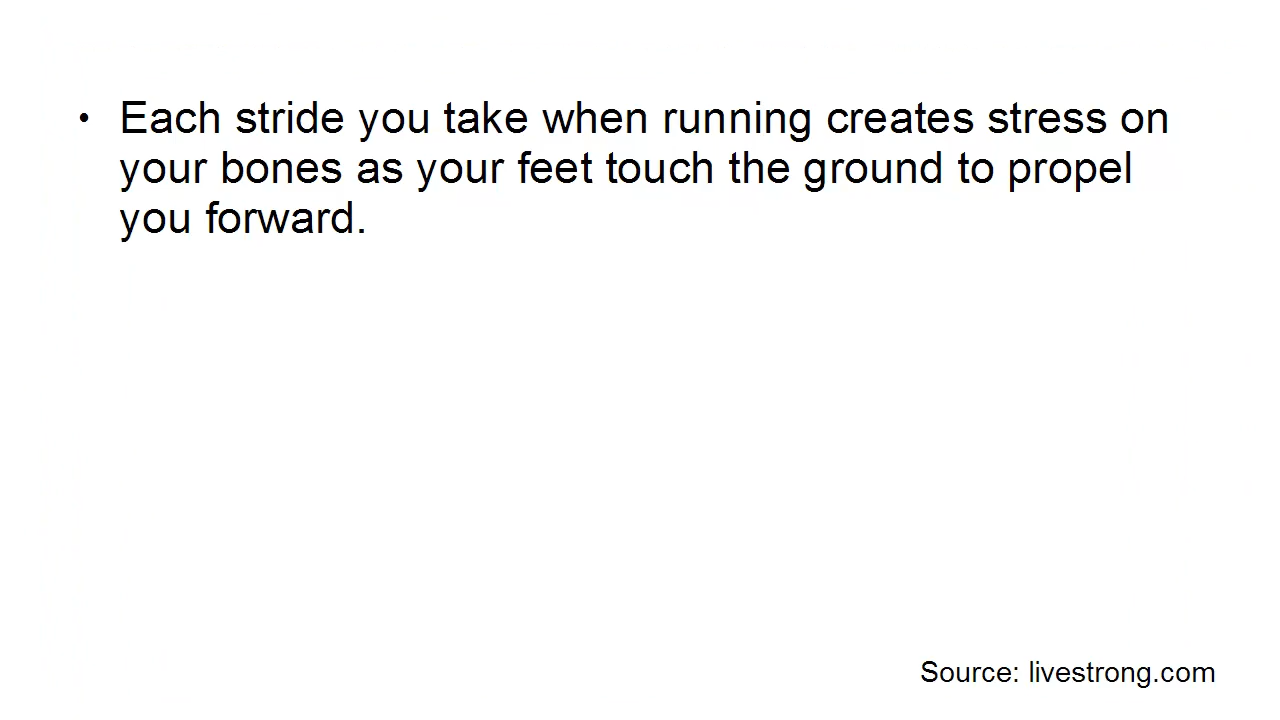 • Each stride you take when running creates stress on
your bones as your feet touch the ground to propel
you forward.
Source: livestrong.com